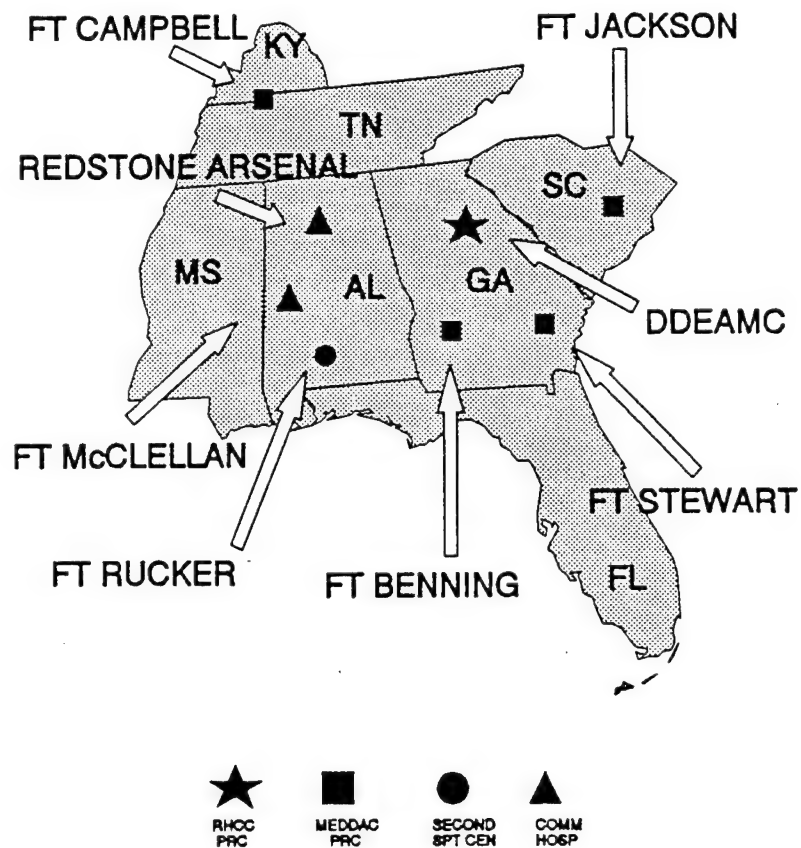 FT CAMPBELL
KY
FT JACKSON
TN
REDSTONE ARSENAL
SC
MS
AL
GA
DDEAMC
FT McCLELLAN
FT STEWART
FT RUCKER
FT BENNING
FL
RHCC
PRC
MEDDAC
PRC
SECOND
SPT CEN
COMM
HOSP